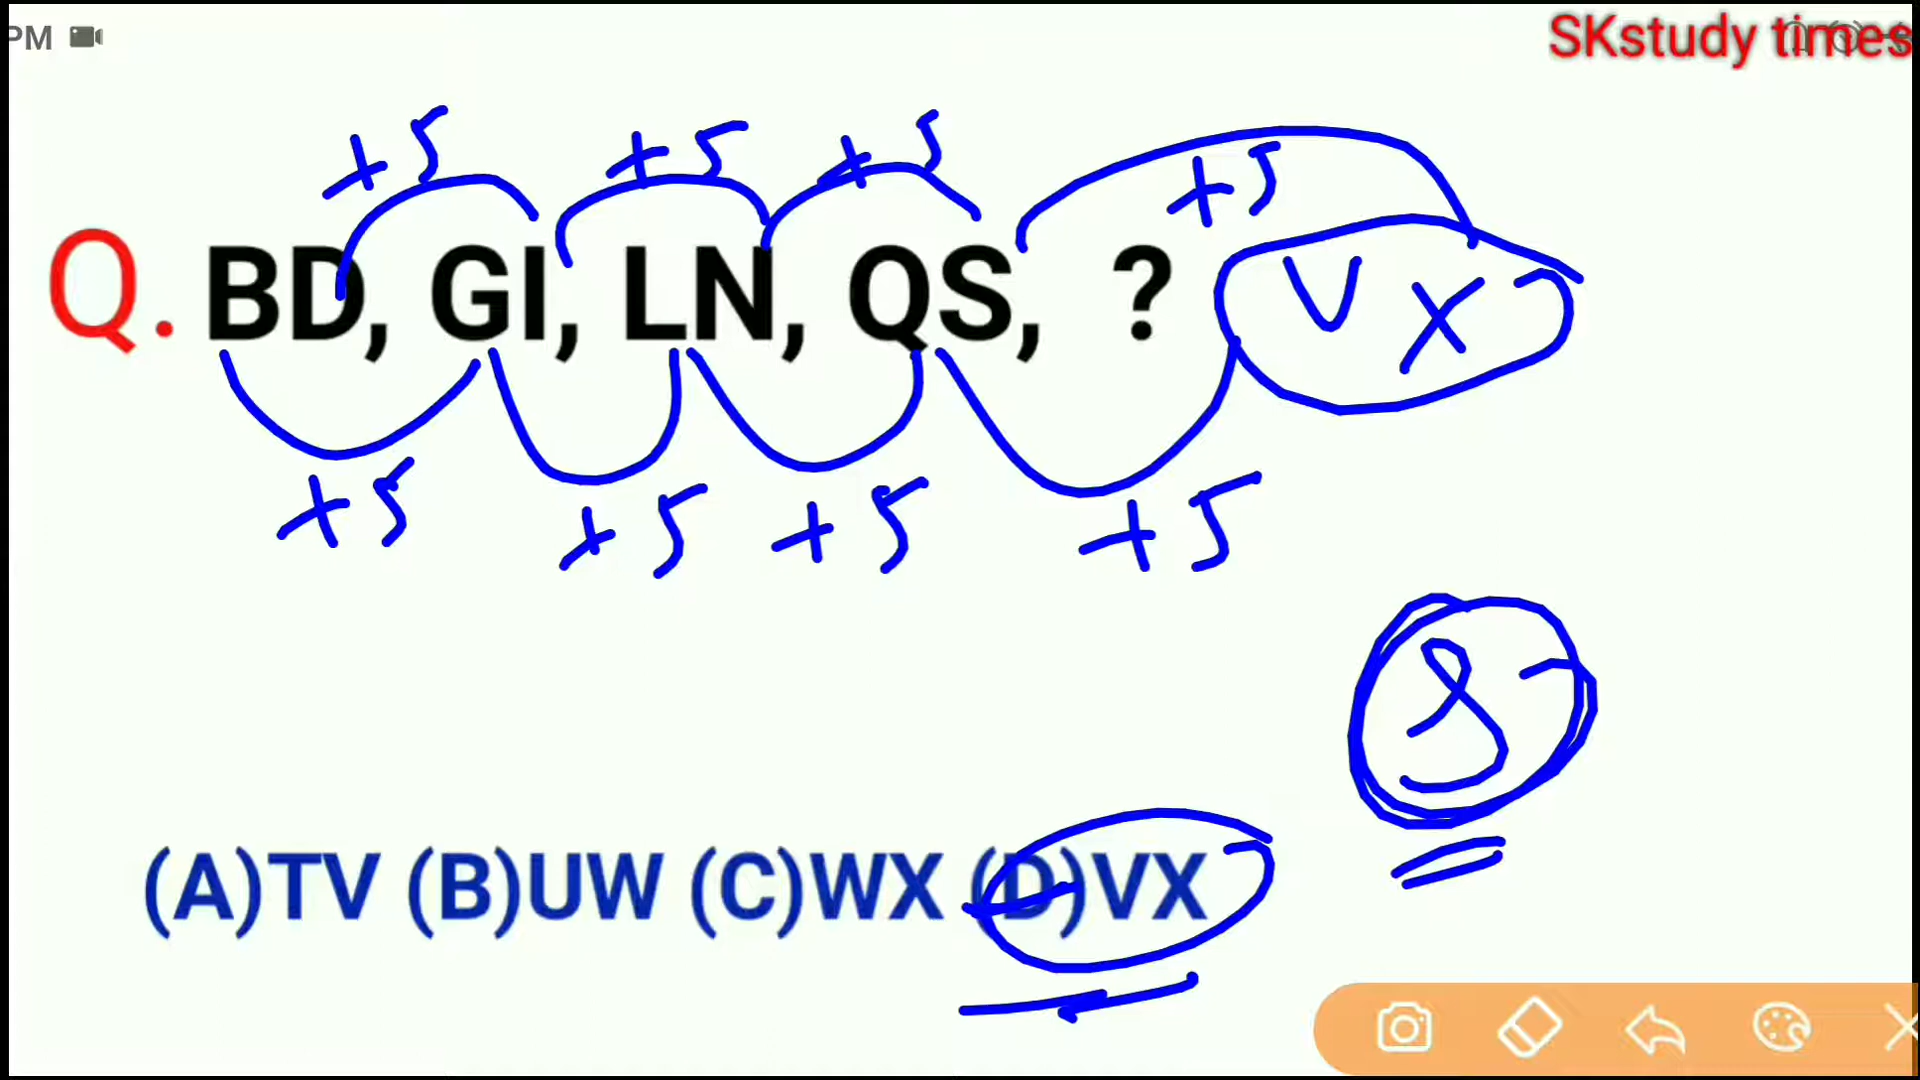 PM
SKstudy times
+5 +5 +5 +5
Q. BD, GI, LN, QS, ? VX
+5 +5 +5 +5
(A)TV (B)UW (C)WX (D)VX